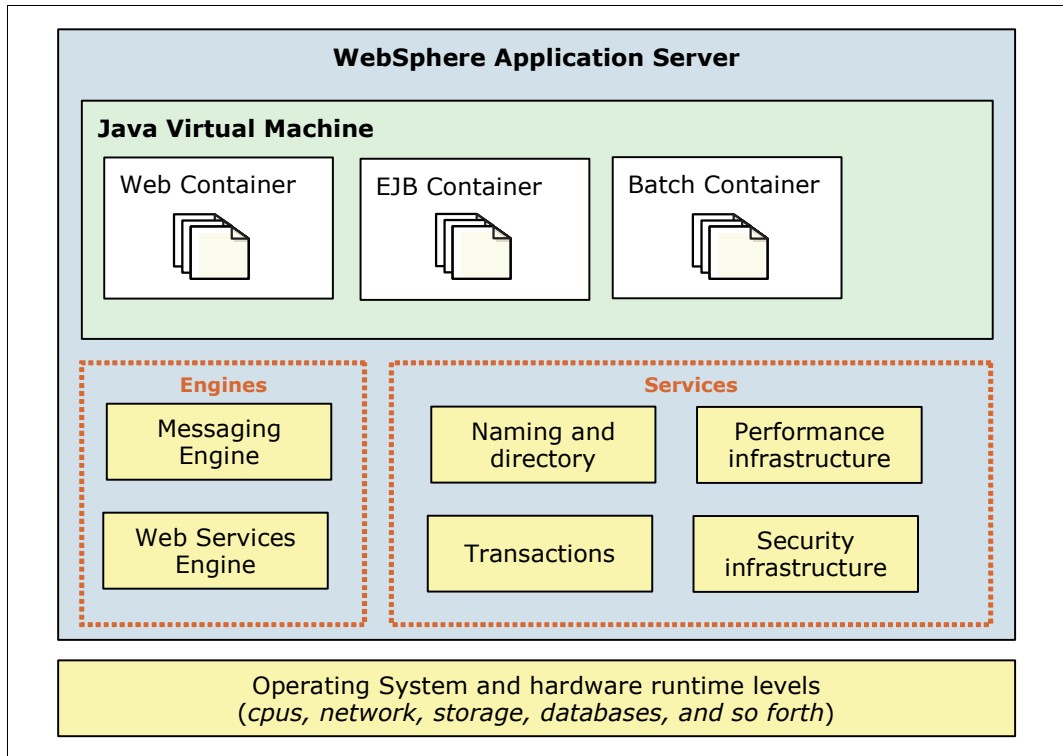 WebSphere Application Server
Java Virtual Machine
Web Container
EJB Container
Batch Container
Engines
Messaging
Engine
Web Services
Engine
Services
Naming and
directory
Performance
infrastructure
Transactions
Security
infrastructure
Operating System and hardware runtime levels
(cpus, network, storage, databases, and so forth)